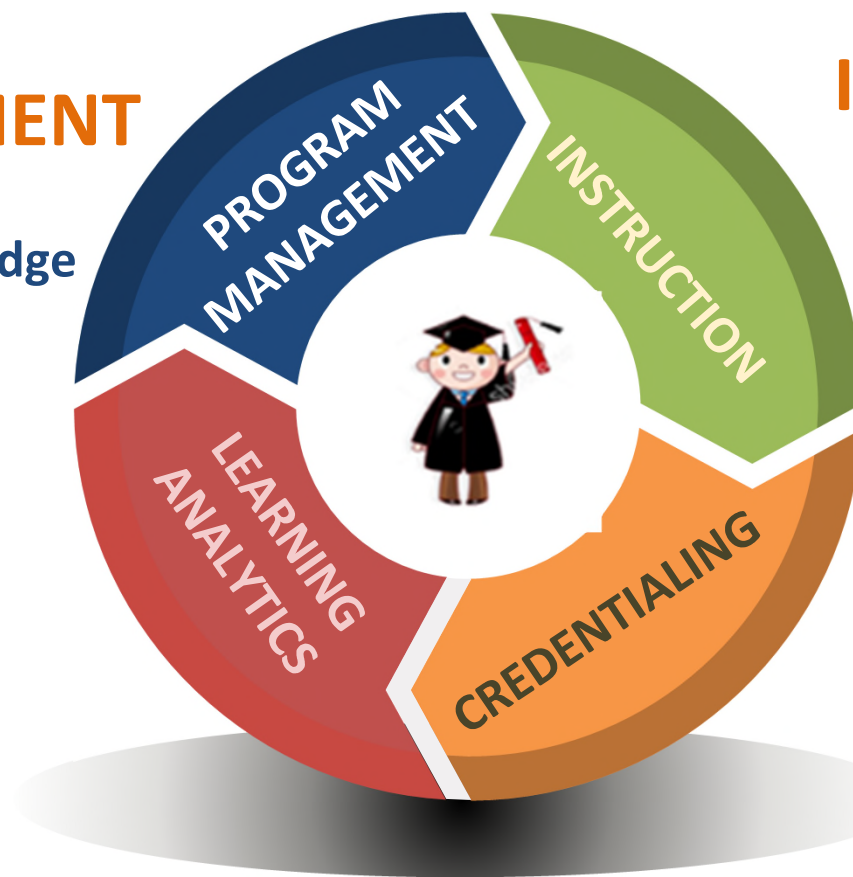 MENT
I
dge
PROGRAM
MANAGEMENT
INSTRUCTION
LEARNING
ANALYTICS
CREDENTIALING